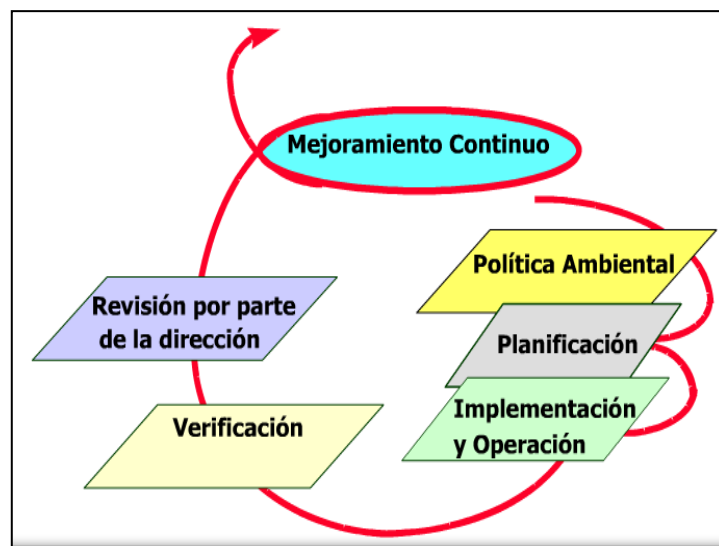 Mejoramiento Continuo
Política Ambiental
Planificación
Implementación
y Operación
Verificación
Revisión por parte
de la dirección